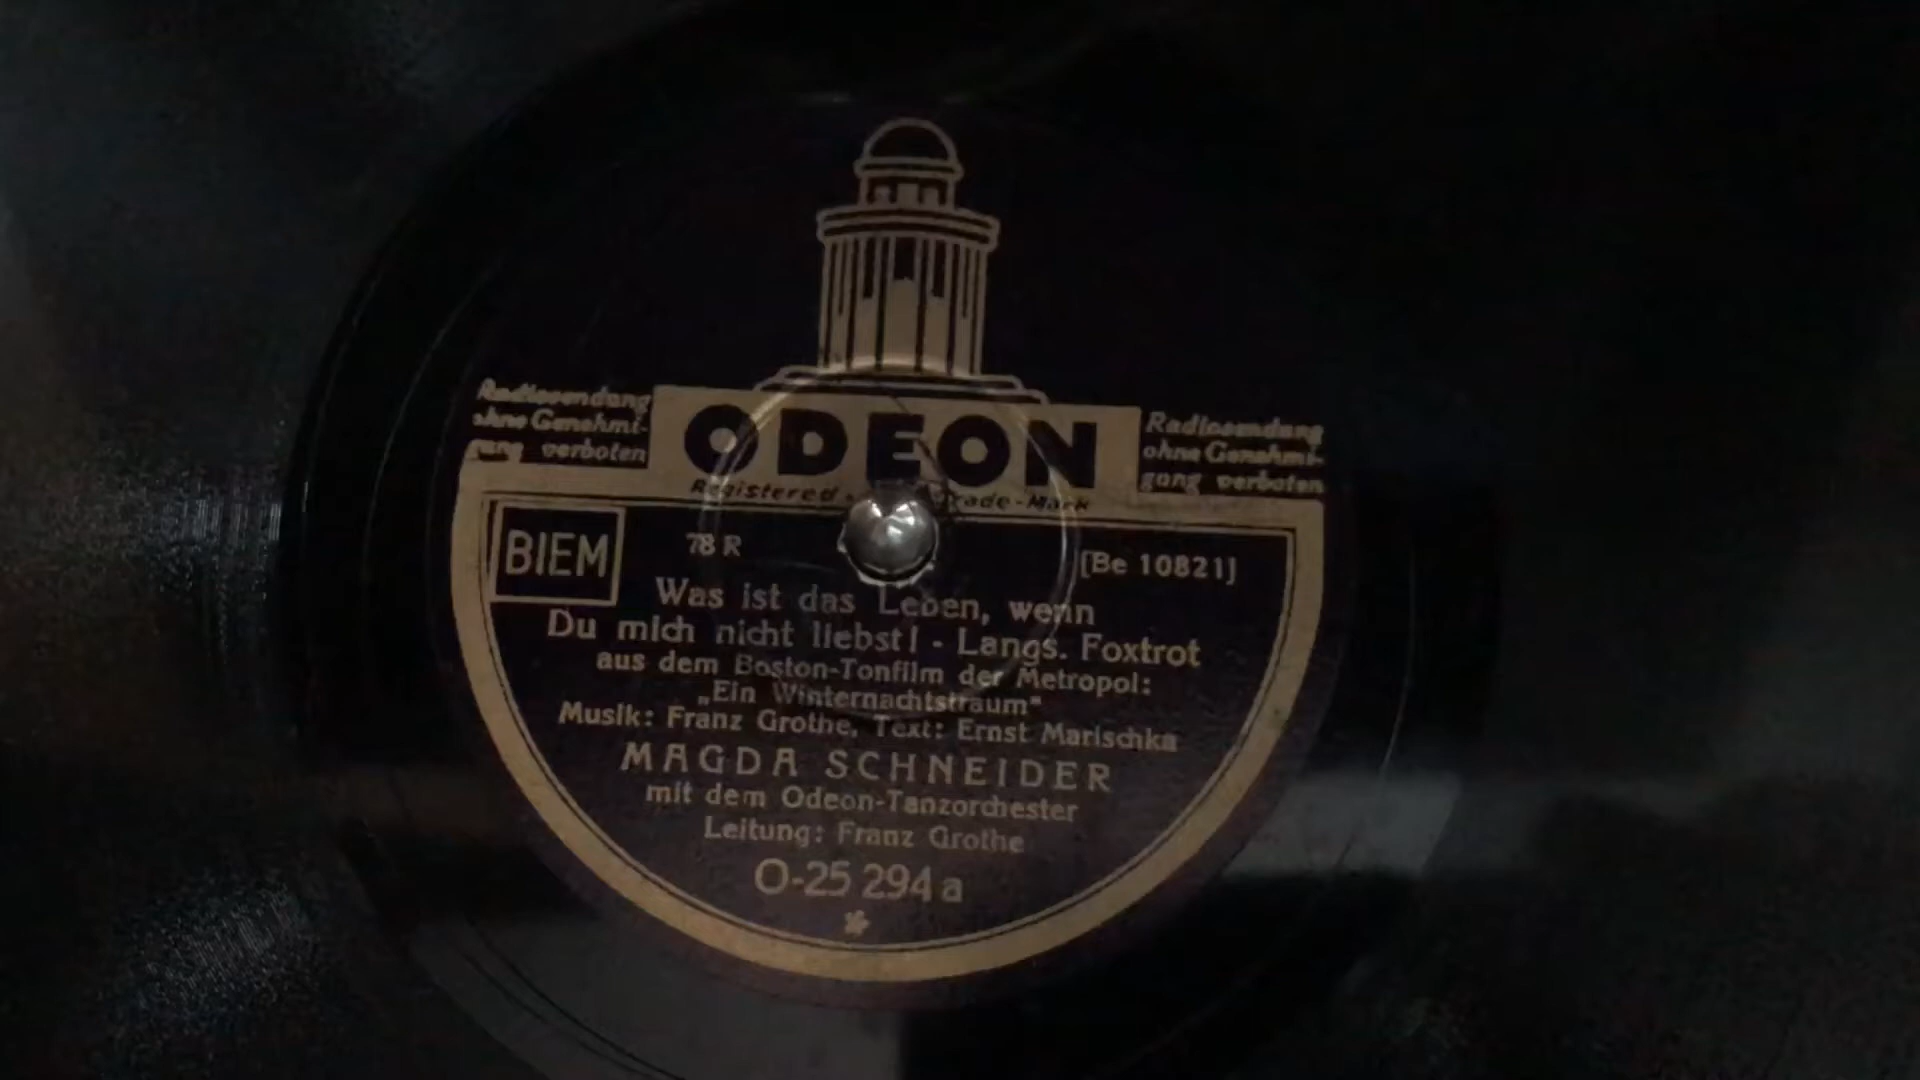 Radiosendung
ohne Genehmi-
gung verboten
ODEON
Registered - Trade-Mark
Radiosendung
ohne Genehmi-
gung verboten
BIEM
78 R
[Be 10821]
Was ist das Leben, wenn
Du mich nicht liebst! - Langs. Foxtrot
aus dem Boston-Tonfilm der Metropol:
„Ein Winternachtstraum“
Musik: Franz Grothe, Text: Ernst Marischka
MAGDA SCHNEIDER
mit dem Odeon-Tanzorchester
Leitung: Franz Grothe
O-25 294 a